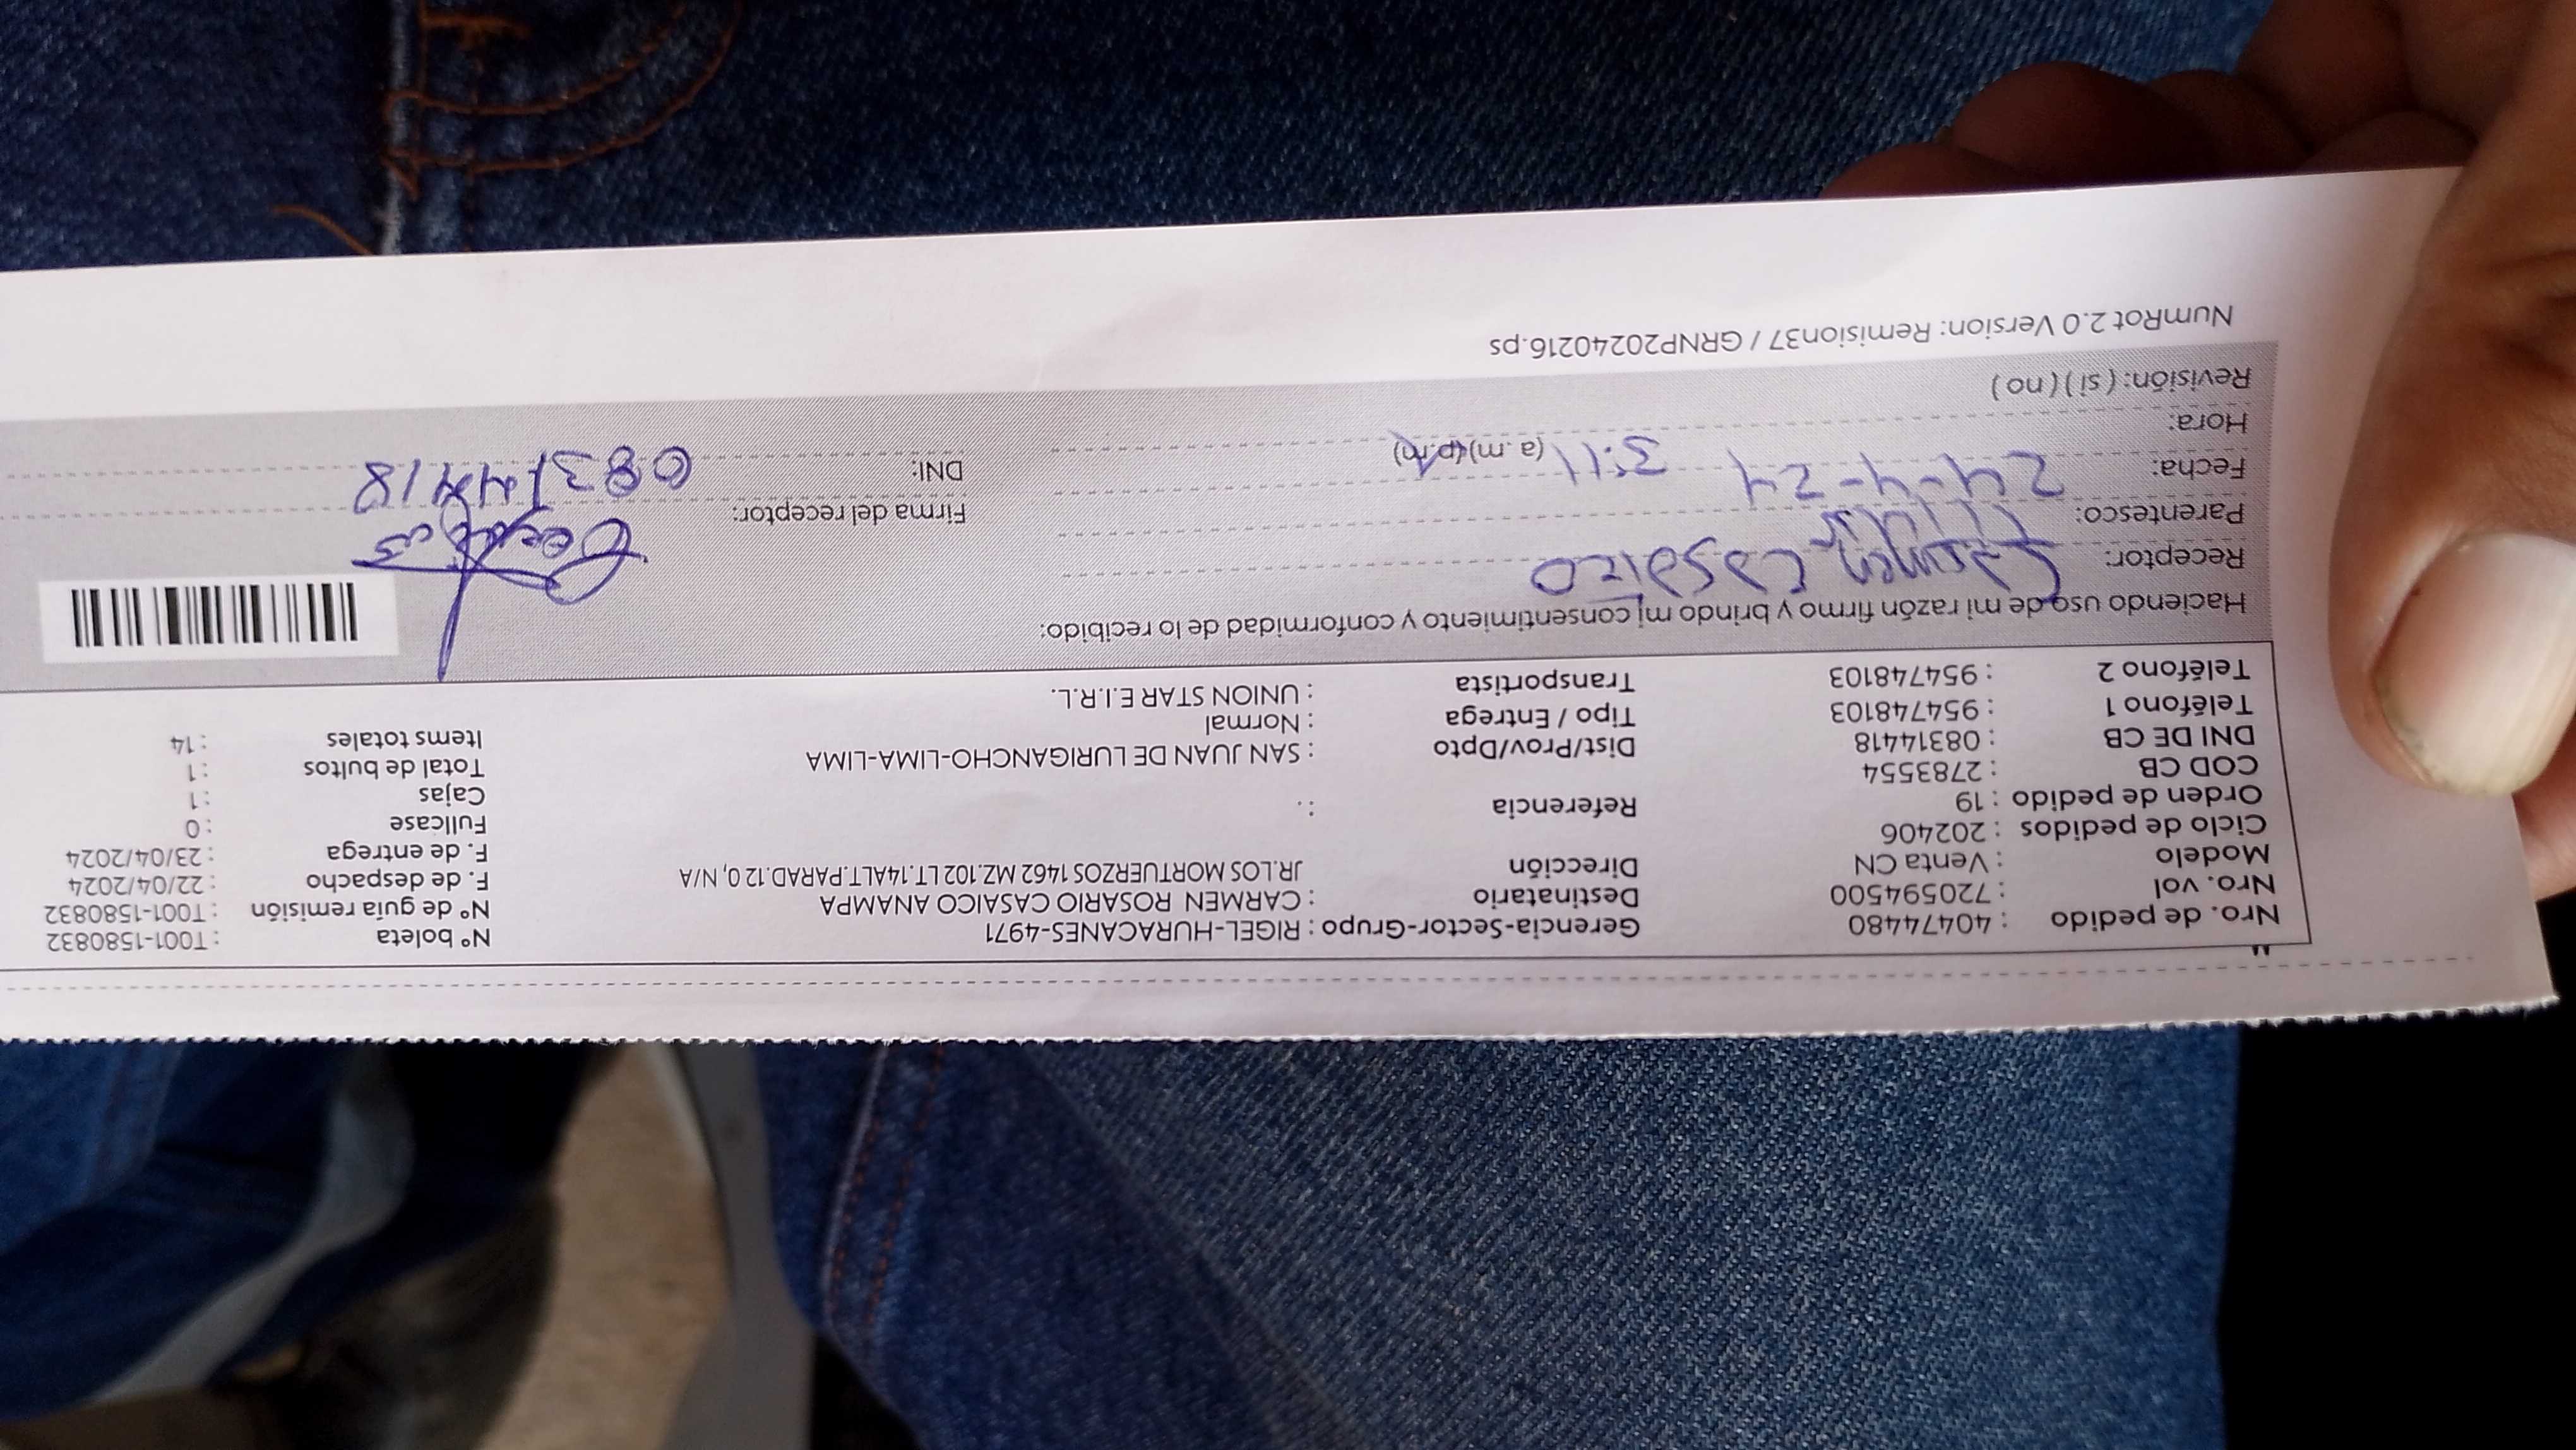 Nro. de pedido : 40474480 Gerencia-Sector-Grupo : RIGEL-HURACANES-4971 Nº boleta : T001-1580832
Nro. vol : 720594500 Destinatario : CARMEN ROSARIO CASAICO ANAMPA Nº de guía remisión : T001-1580832
Modelo : Venta CN Dirección JR.LOS MORTUERZOS 1462 MZ.102 LT.14ALT.PARAD.12 0, N/A F. de despacho : 22/04/2024
Ciclo de pedidos : 202406 F. de entrega : 23/04/2024
Orden de pedido : 19 Referencia : . Fullcase : 0
COD CB : 2783554 Cajas : 1
DNI DE CB : 08314418 Dist/Prov/Dpto : SAN JUAN DE LURIGANCHO-LIMA-LIMA Total de bultos : 1
Teléfono 1 : 954748103 Tipo / Entrega : Normal Items totales : 14
Teléfono 2 : 954748103 Transportista : UNION STAR E.I.R.L.
Haciendo uso de mi razón firmo y brindo mi consentimiento y conformidad de lo recibido:
Receptor: Carmen Casaico
Parentesco: Titular Firma del receptor:
Fecha: 24-4-24 3:11 (a.m)(p.m) DNI: 08314418
Hora:
Revisión: (si) (no)
NumRot 2.0 Version: Remision37 / GRNP20240216.ps